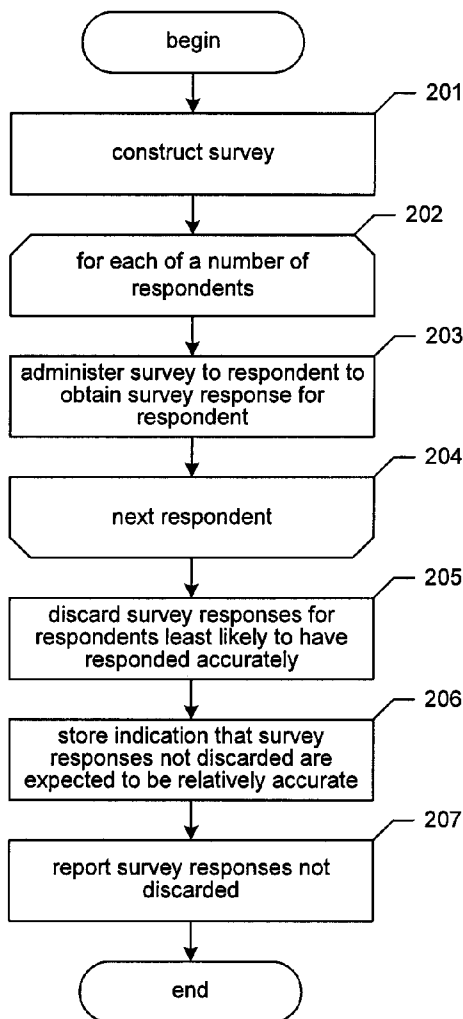 begin
201
construct survey
202
for each of a number of
respondents
203
administer survey to respondent to
obtain survey response for
respondent
204
next respondent
205
discard survey responses for
respondents least likely to have
responded accurately
206
store indication that survey
responses not discarded are
expected to be relatively accurate
207
report survey responses not
discarded
end